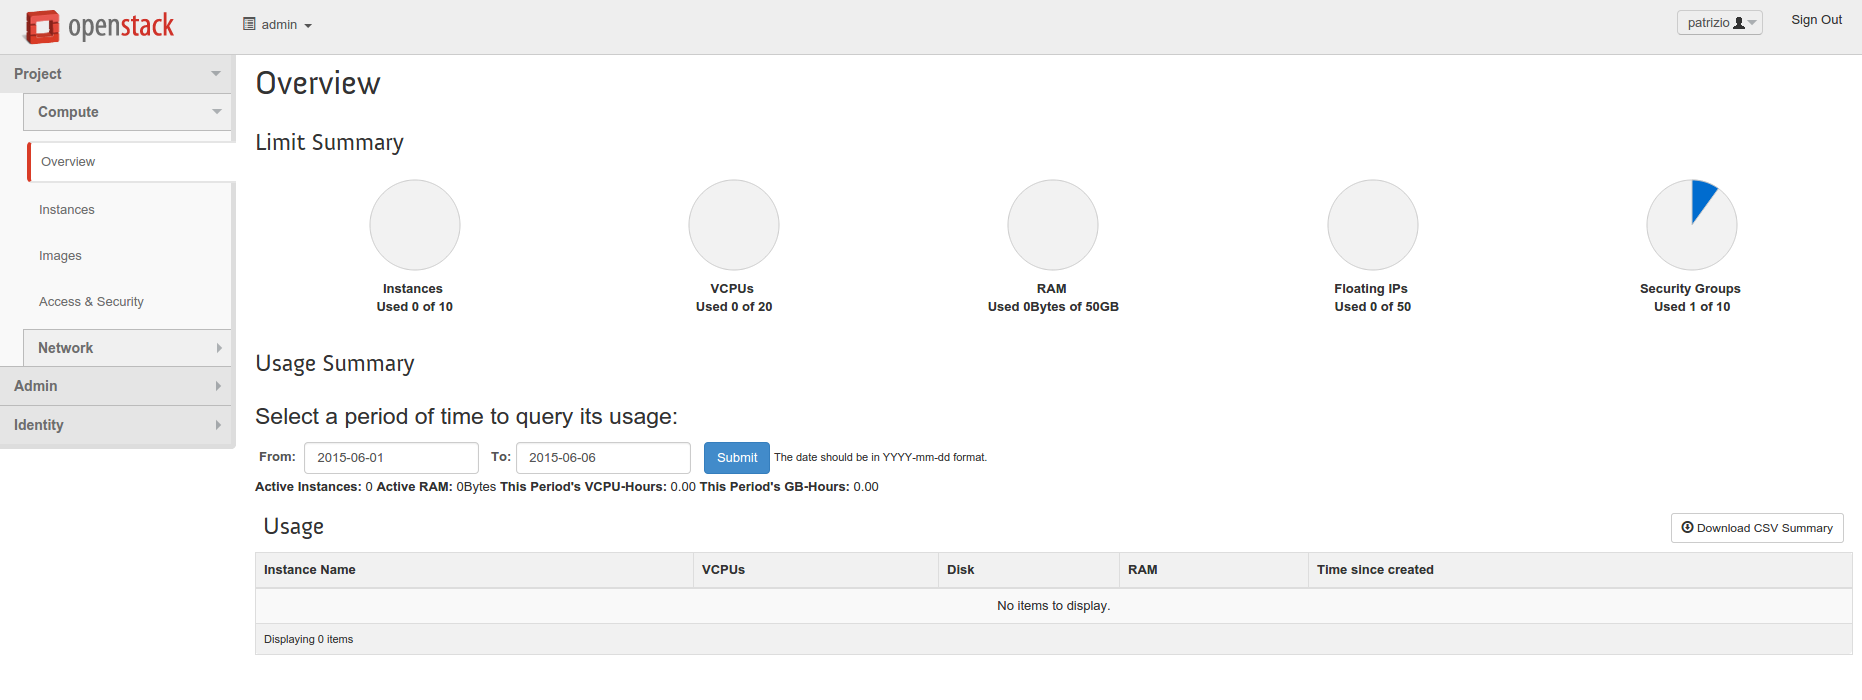 openstack
admin
patrizio
Sign Out
Project
Compute
Overview
Instances
Images
Access & Security
Network
Admin
Identity
Overview
Limit Summary
Instances
Used 0 of 10
VCPUs
Used 0 of 20
RAM
Used 0Bytes of 50GB
Floating IPs
Used 0 of 50
Security Groups
Used 1 of 10
Usage Summary
Select a period of time to query its usage:
From: 2015-06-01 To: 2015-06-06 Submit The date should be in YYYY-mm-dd format.
Active Instances: 0 Active RAM: 0Bytes This Period's VCPU-Hours: 0.00 This Period's GB-Hours: 0.00
Usage
Download CSV Summary
Instance Name VCPUs Disk RAM Time since created
No items to display.
Displaying 0 items